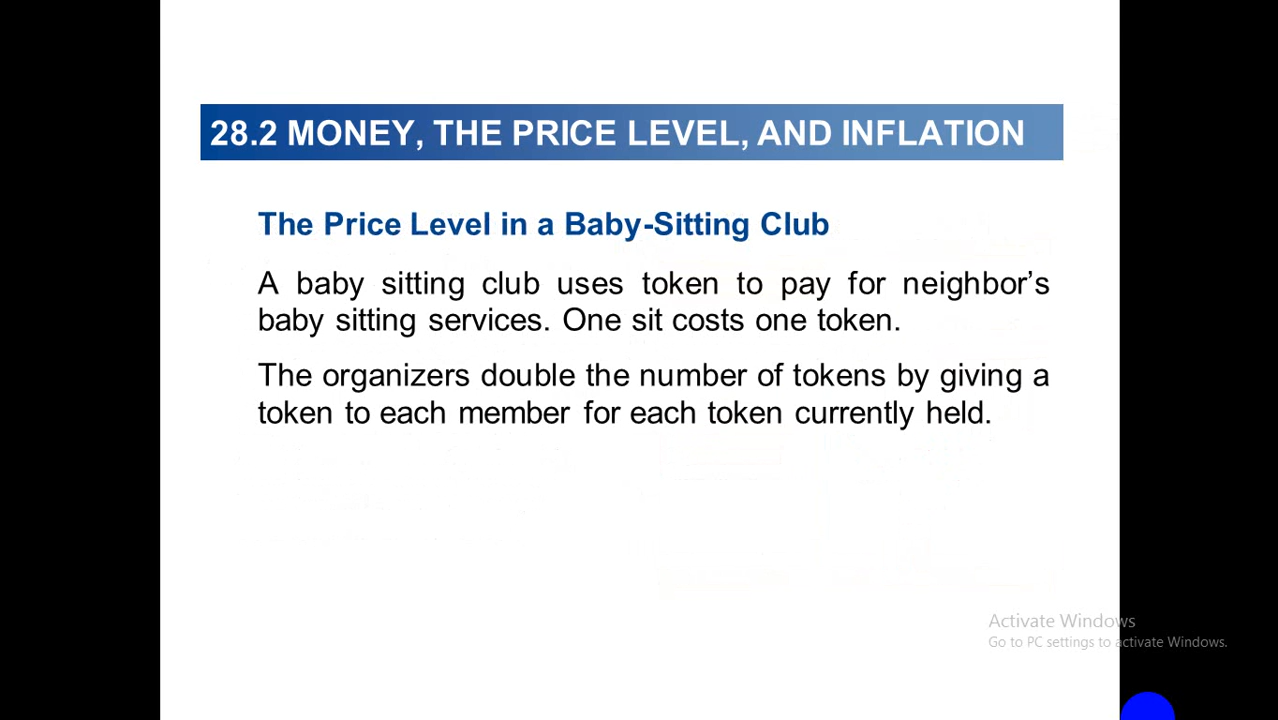 28.2 MONEY, THE PRICE LEVEL, AND INFLATION
The Price Level in a Baby-Sitting Club
A baby sitting club uses token to pay for neighbor’s
baby sitting services. One sit costs one token.
The organizers double the number of tokens by giving a
token to each member for each token currently held.
Activate Windows
Go to PC settings to activate Windows.